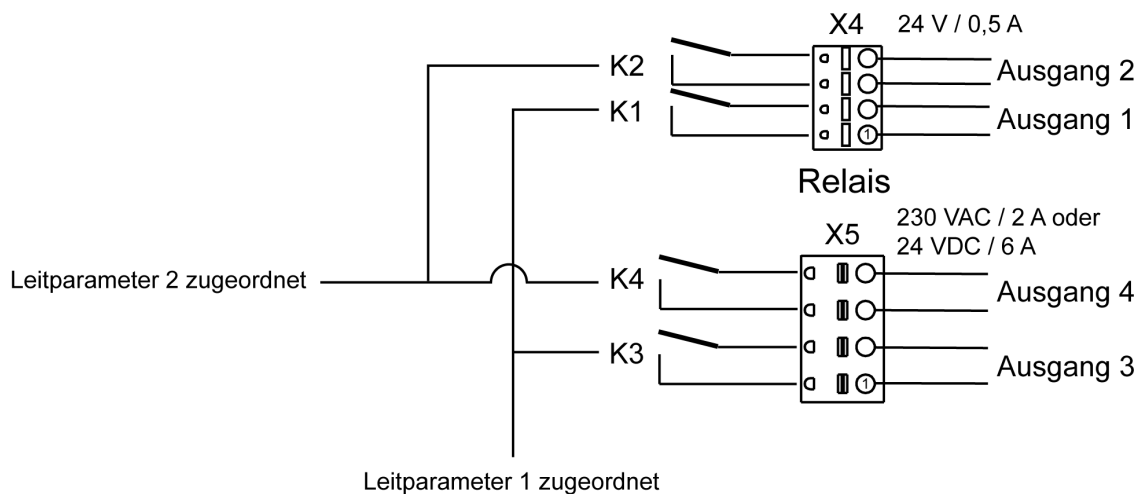 X4
24 V / 0,5 A
K2
Ausgang 2
K1
Ausgang 1
1
Relais
X5
230 VAC / 2 A oder
24 VDC / 6 A
Leitparameter 2 zugeordnet
K4
Ausgang 4
K3
Ausgang 3
1
Leitparameter 1 zugeordnet